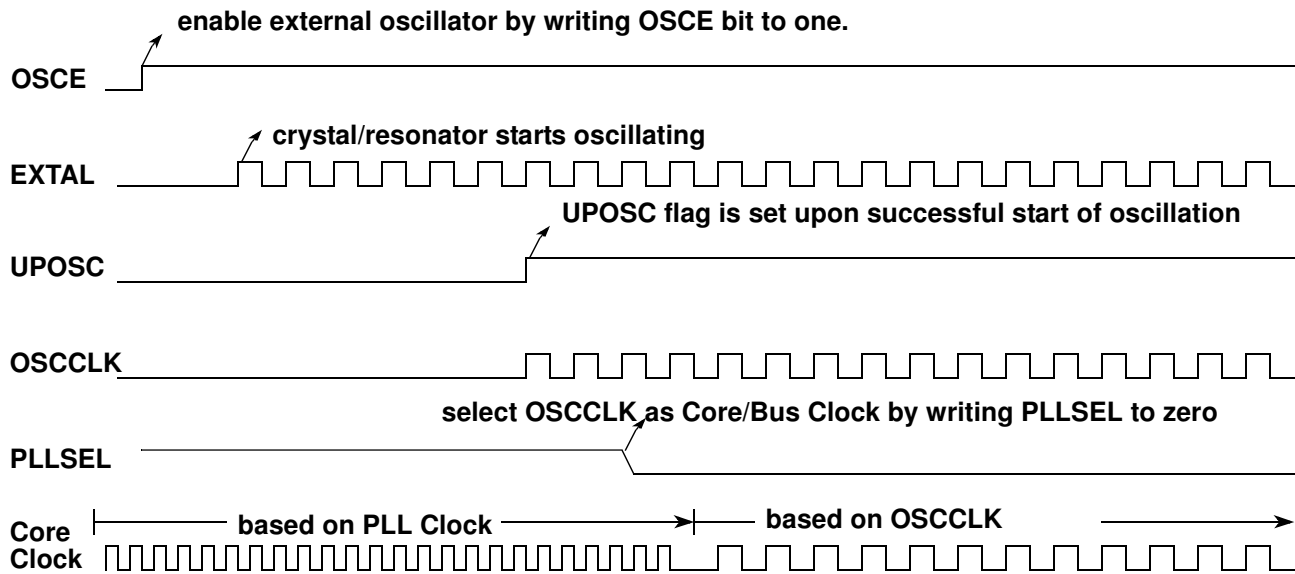 enable external oscillator by writing OSCE bit to one.
OSCE
crystal/resonator starts oscillating
EXTAL
UPOSC flag is set upon successful start of oscillation
UPOSC
OSCCLK
select OSCCLK as Core/Bus Clock by writing PLLSEL to zero
PLLSEL
based on PLL Clock
based on OSCCLK
Core
Clock